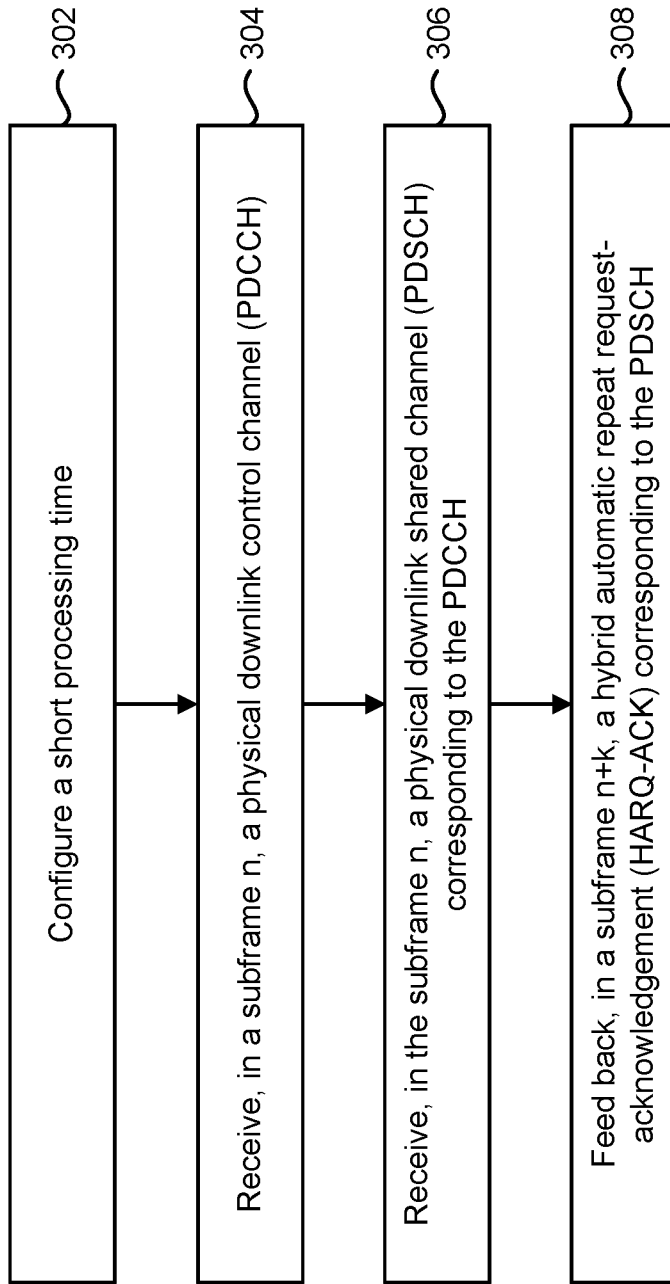 Configure a short processing time
302
Receive, in a subframe n, a physical downlink control channel (PDCCH)
304
Receive, in the subframe n, a physical downlink shared channel (PDSCH)
corresponding to the PDCCH
306
Feed back, in a subframe n+k, a hybrid automatic repeat request-
acknowledgement (HARQ-ACK) corresponding to the PDSCH
308